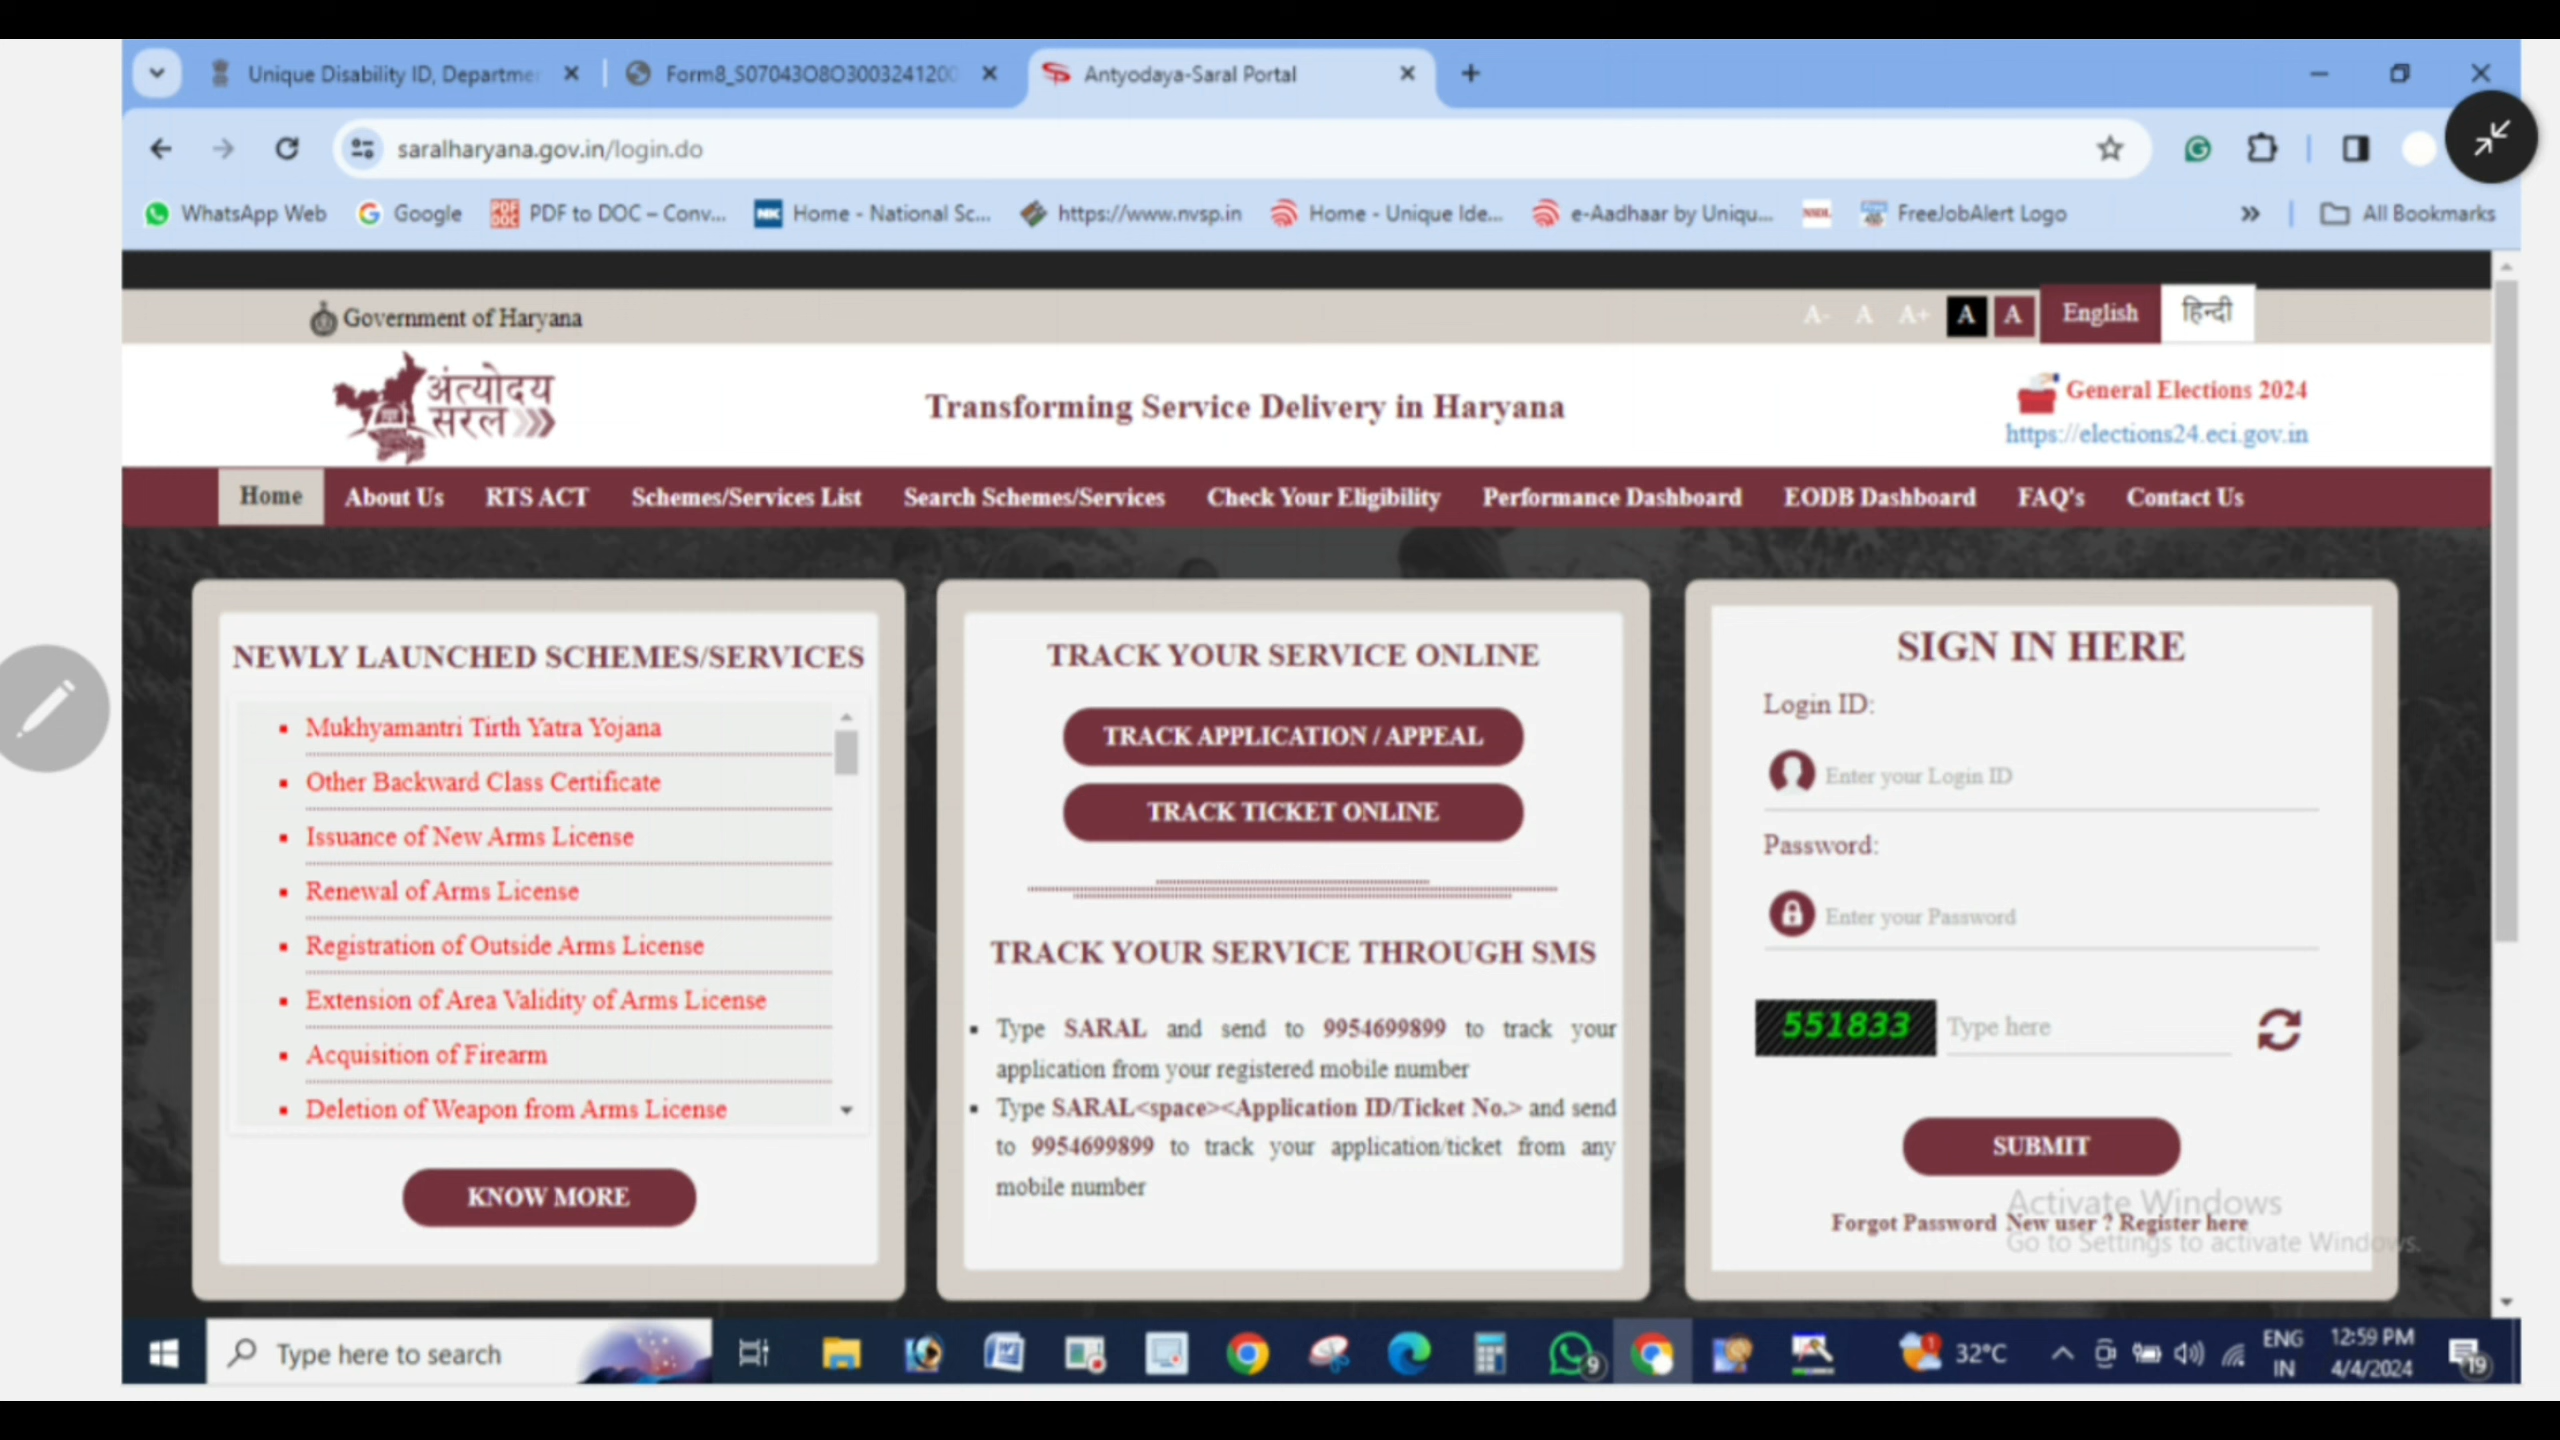 Unique Disability ID, Departmen
Form8_S07043O8O3003241200
Antyodaya-Saral Portal
saralharyana.gov.in/login.do
WhatsApp Web
Google
PDF to DOC – Conv...
Home - National Sc...
https://www.nvsp.in
Home - Unique Ide...
e-Aadhaar by Uniqu...
NSDL
FreeJobAlert Logo
All Bookmarks
Government of Haryana
A- A A+ A A English हिन्दी
अंत्योदय
सरल
Transforming Service Delivery in Haryana
General Elections 2024
https://elections24.eci.gov.in
Home About Us RTS ACT Schemes/Services List Search Schemes/Services Check Your Eligibility Performance Dashboard EODB Dashboard FAQ's Contact Us
NEWLY LAUNCHED SCHEMES/SERVICES
Mukhyamantri Tirth Yatra Yojana
Other Backward Class Certificate
Issuance of New Arms License
Renewal of Arms License
Registration of Outside Arms License
Extension of Area Validity of Arms License
Acquisition of Firearm
Deletion of Weapon from Arms License
KNOW MORE
TRACK YOUR SERVICE ONLINE
TRACK APPLICATION / APPEAL
TRACK TICKET ONLINE
TRACK YOUR SERVICE THROUGH SMS
Type SARAL and send to 9954699899 to track your
application from your registered mobile number
Type SARAL<space><Application ID/Ticket No.> and send
to 9954699899 to track your application/ticket from any
mobile number
SIGN IN HERE
Login ID:
Enter your Login ID
Password:
Enter your Password
551833 Type here
SUBMIT
Activate Windows
Forgot Password New user ? Register here
Go to Settings to activate Windows.
Type here to search
9
1
32°C
ENG
IN
12:59 PM
4/4/2024
19